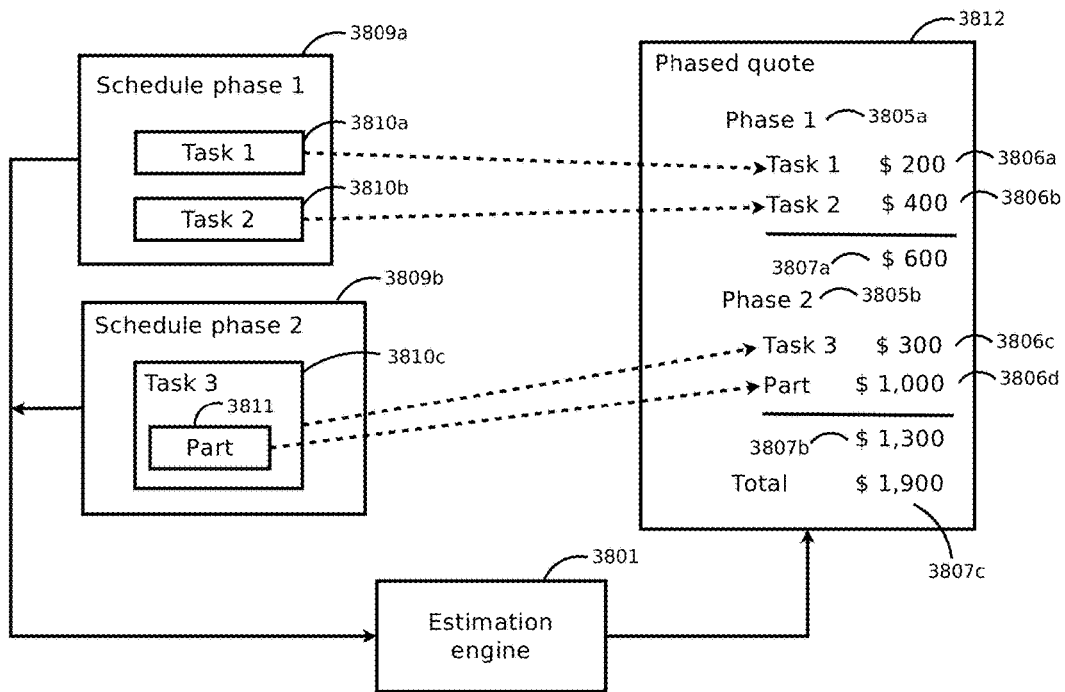 3809a
Schedule phase 1
3810a
Task 1
3810b
Task 2
3809b
Schedule phase 2
3810c
Task 3
3811
Part
3812
Phased quote
Phase 1 3805a
Task 1 $ 200 3806a
Task 2 $ 400 3806b
3807a $ 600
Phase 2 3805b
Task 3 $ 300 3806c
Part $ 1,000 3806d
3807b $ 1,300
Total $ 1,900
3807c
3801
Estimation
engine